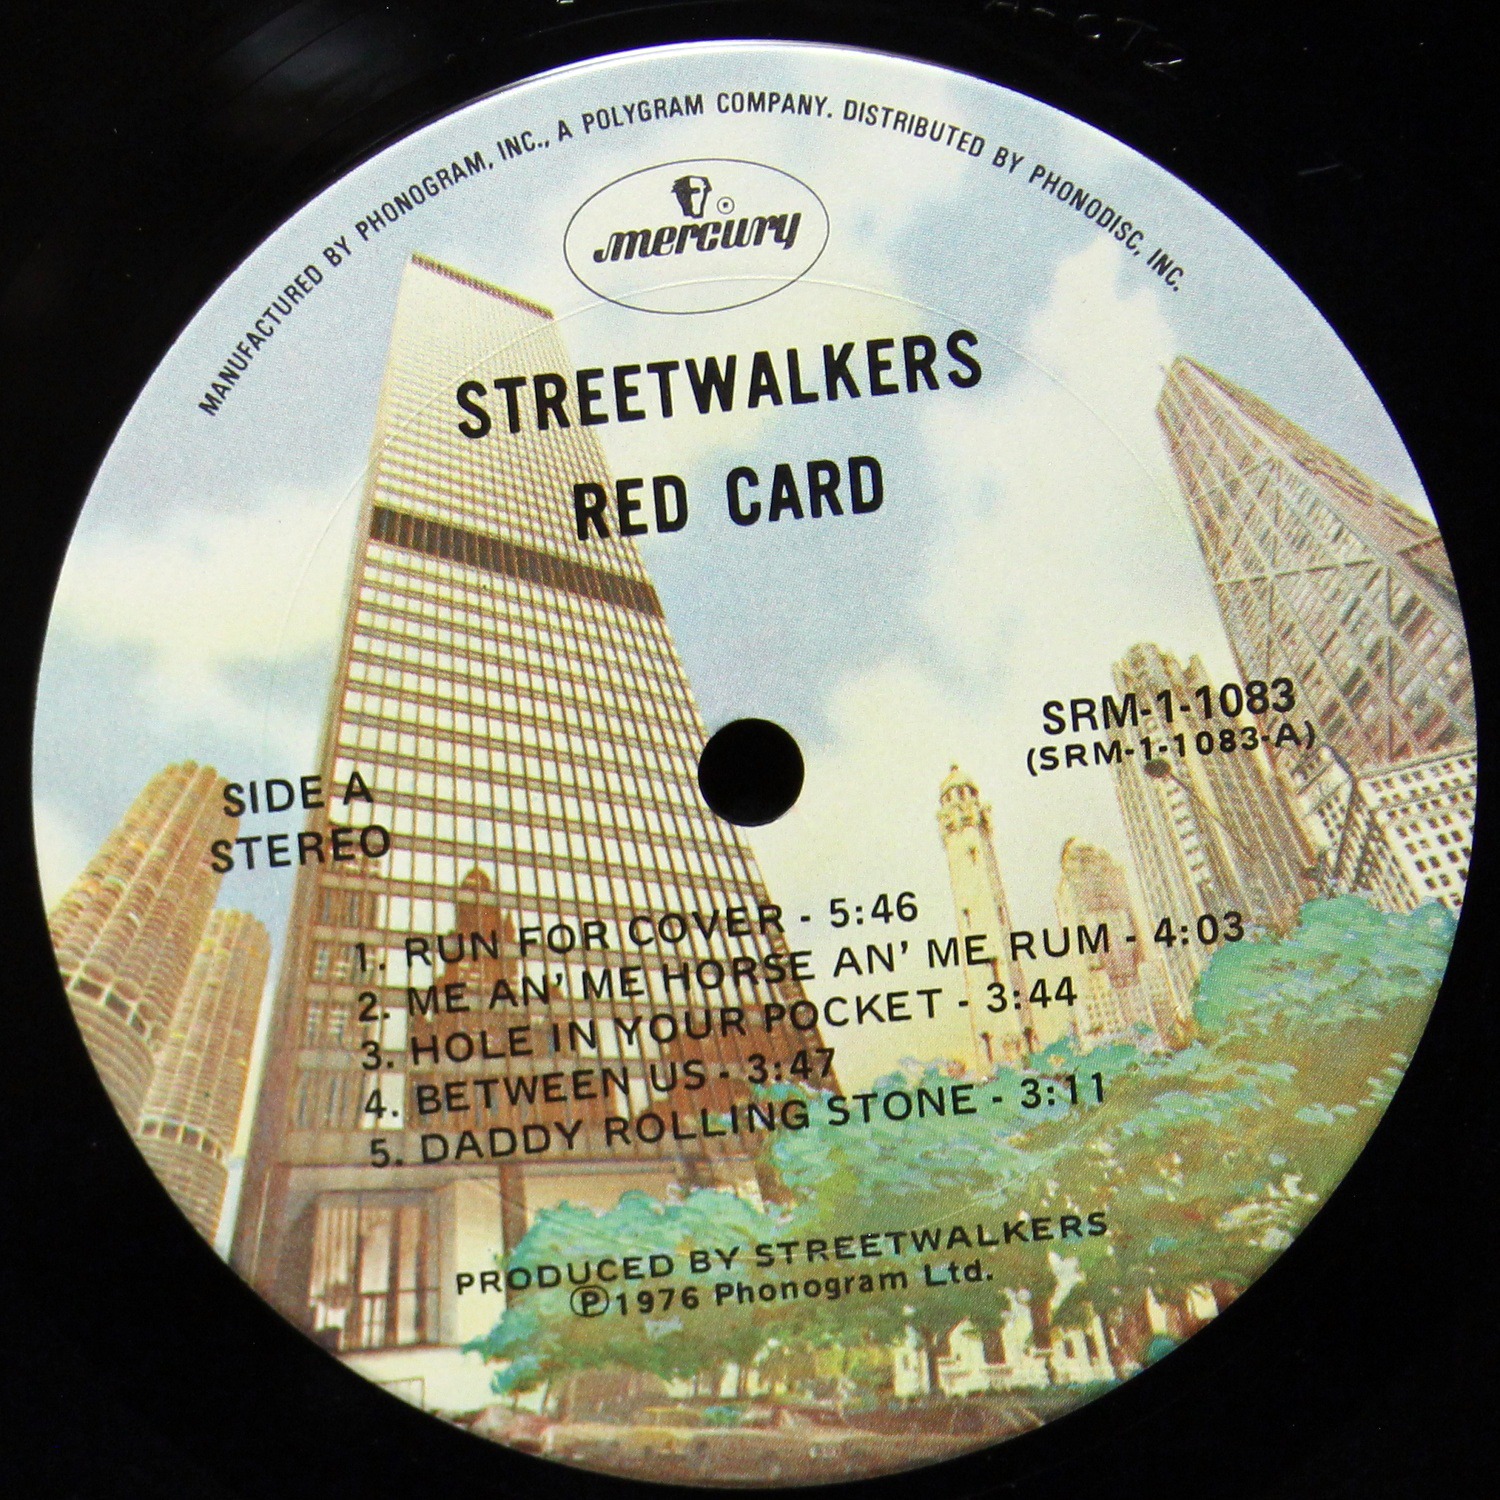 MANUFACTURED BY PHONOGRAM, INC., A POLYGRAM COMPANY. DISTRIBUTED BY PHONODISC, INC.
mercury
STREETWALKERS
RED CARD
SRM-1-1083
(SRM-1-1083-A)
SIDE A
STEREO
1. RUN FOR COVER - 5:46
2. ME AN' ME HORSE AN' ME RUM - 4:03
3. HOLE IN YOUR POCKET - 3:44
4. BETWEEN US - 3:47
5. DADDY ROLLING STONE - 3:11
PRODUCED BY STREETWALKERS
Ⓟ1976 Phonogram Ltd.